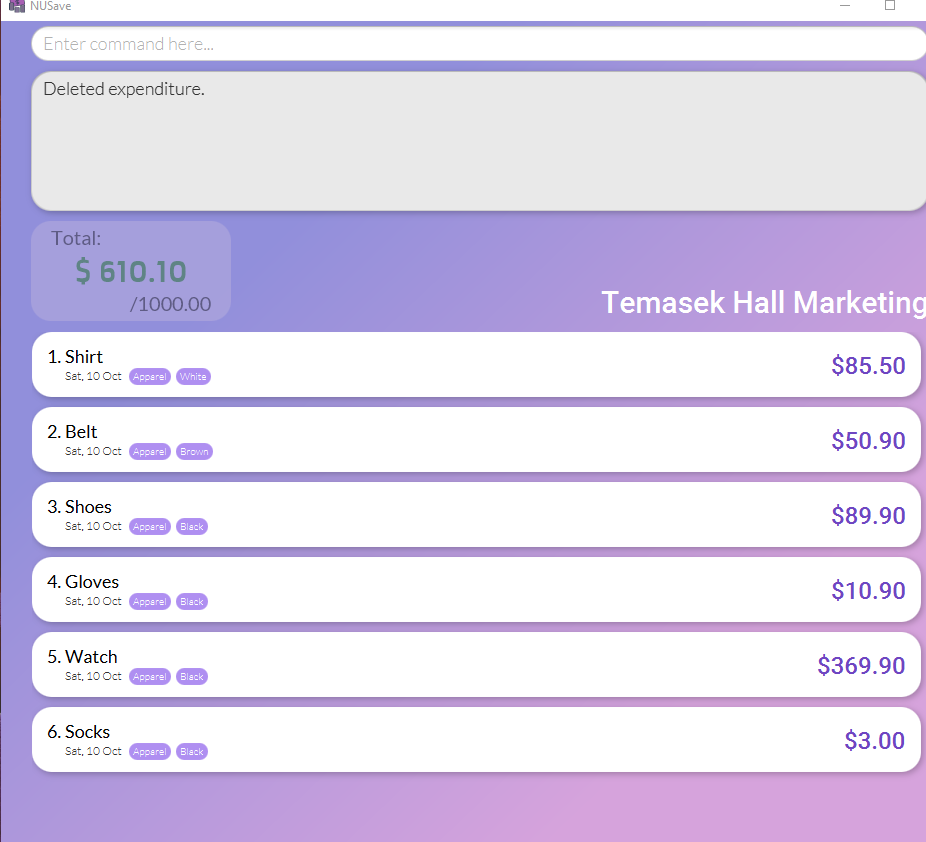 NUSave
Enter command here...
Deleted expenditure.
Total:
$ 610.10
/1000.00
Temasek Hall Marketing
1. Shirt
$85.50
Sat, 10 Oct Apparel White
2. Belt
$50.90
Sat, 10 Oct Apparel Brown
3. Shoes
$89.90
Sat, 10 Oct Apparel Black
4. Gloves
$10.90
Sat, 10 Oct Apparel Black
5. Watch
$369.90
Sat, 10 Oct Apparel Black
6. Socks
$3.00
Sat, 10 Oct Apparel Black